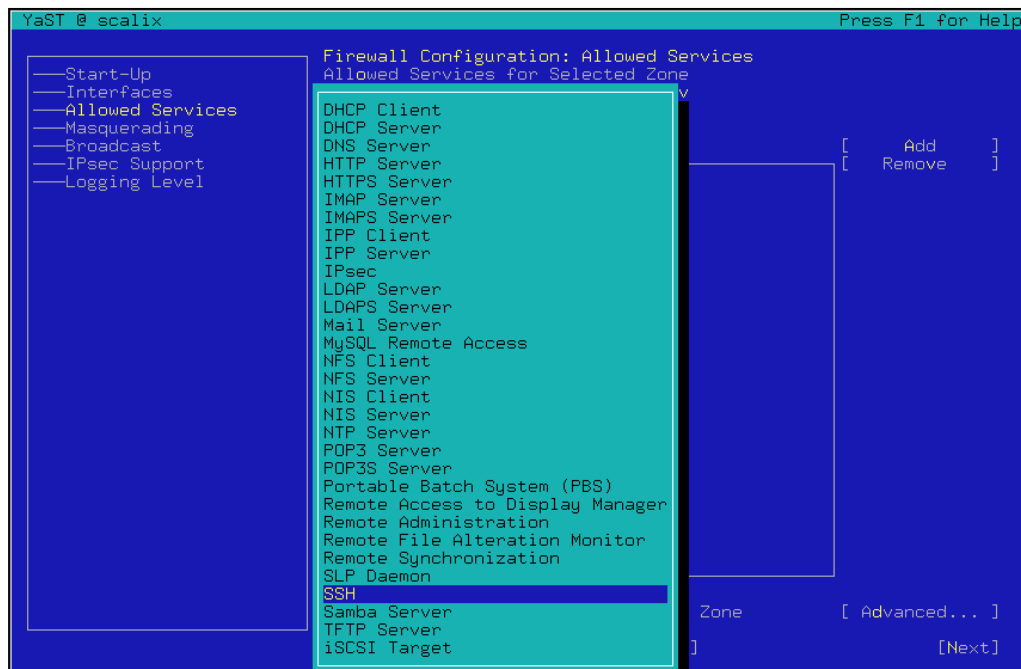 YaST @ scalix Press F1 for Help
Firewall Configuration: Allowed Services
Allowed Services for Selected Zone
v
Start-Up
Interfaces
Allowed Services
Masquerading
Broadcast
IPsec Support
Logging Level
DHCP Client
DHCP Server
DNS Server
HTTP Server
HTTPS Server
IMAP Server
IMAPS Server
IPP Client
IPP Server
IPsec
LDAP Server
LDAPS Server
Mail Server
MySQL Remote Access
NFS Client
NFS Server
NIS Client
NIS Server
NTP Server
POP3 Server
POP3S Server
Portable Batch System (PBS)
Remote Access to Display Manager
Remote Administration
Remote File Alteration Monitor
Remote Synchronization
SLP Daemon
SSH
Samba Server
TFTP Server
iSCSI Target
[ Add ]
[ Remove ]
Zone [ Advanced... ]
] [Next]